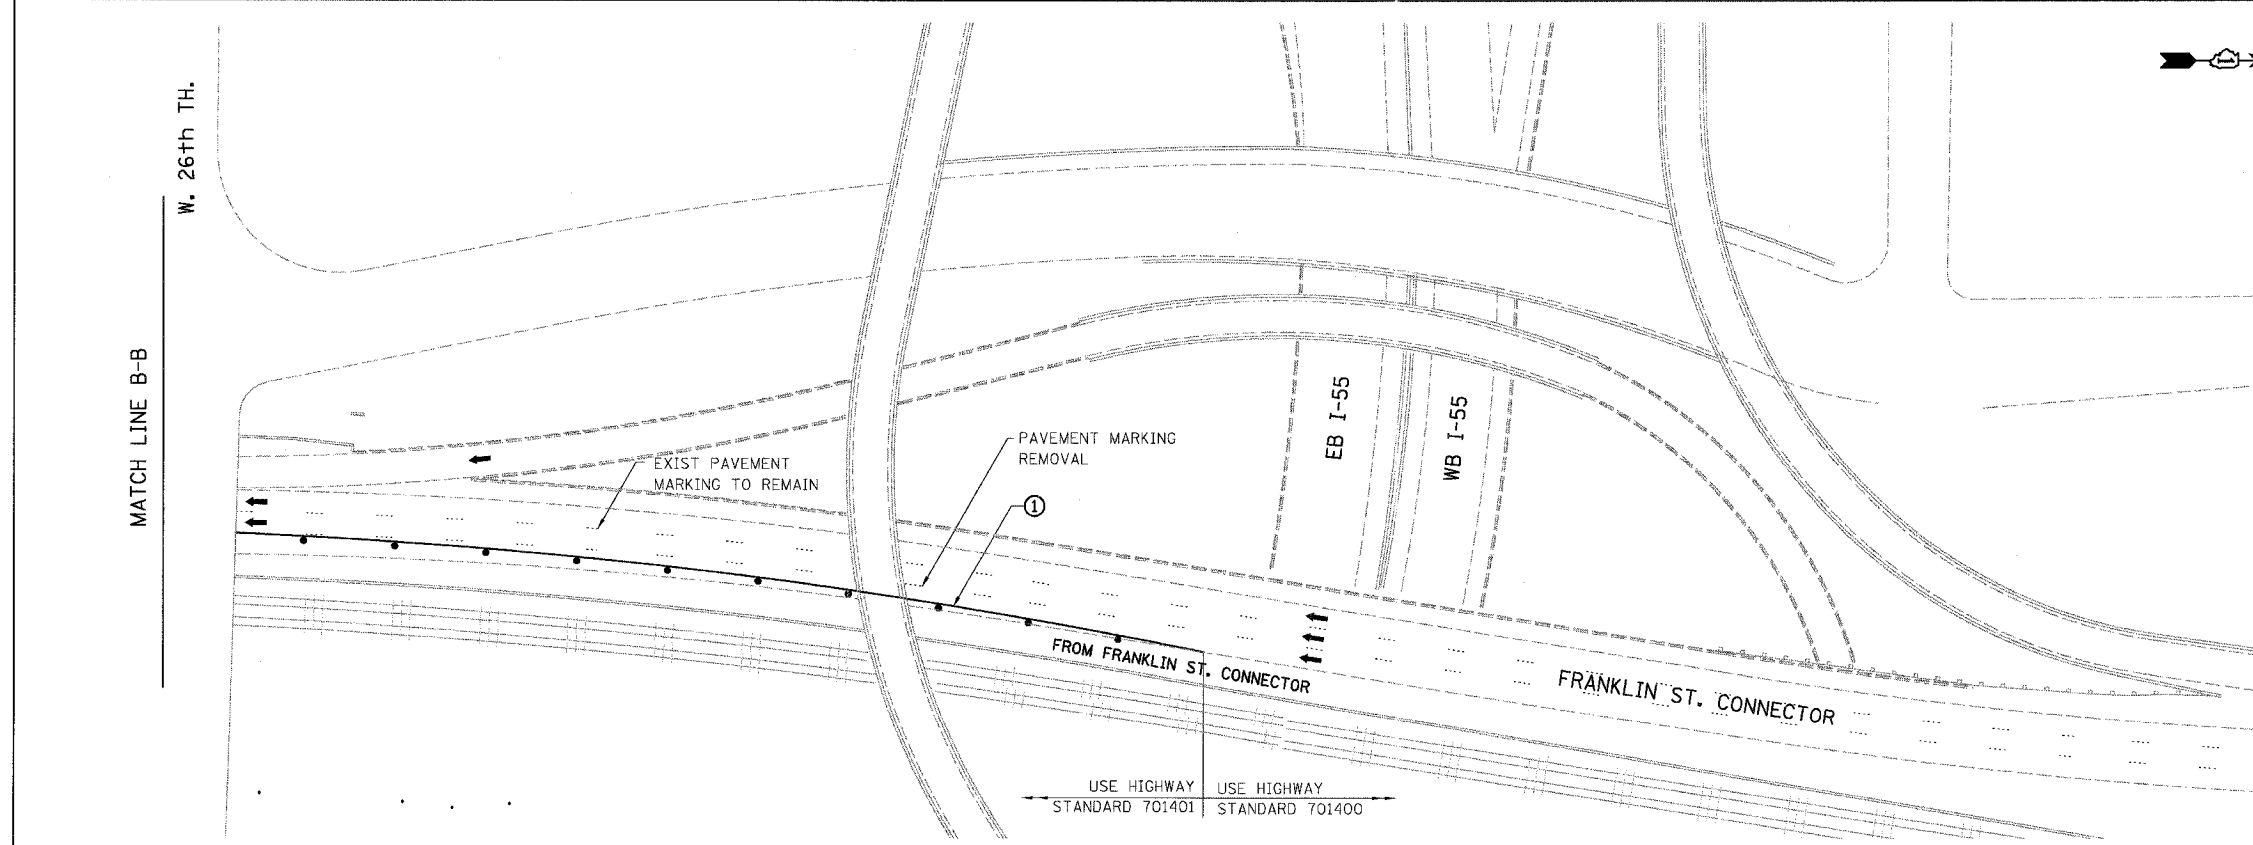 W. 26th TH.
MATCH LINE B-B
EXIST PAVEMENT
MARKING TO REMAIN
PAVEMENT MARKING
REMOVAL
1
EB I-55
WB I-55
FROM FRANKLIN ST. CONNECTOR
FRANKLIN ST. CONNECTOR
USE HIGHWAY
STANDARD 701401
USE HIGHWAY
STANDARD 701400